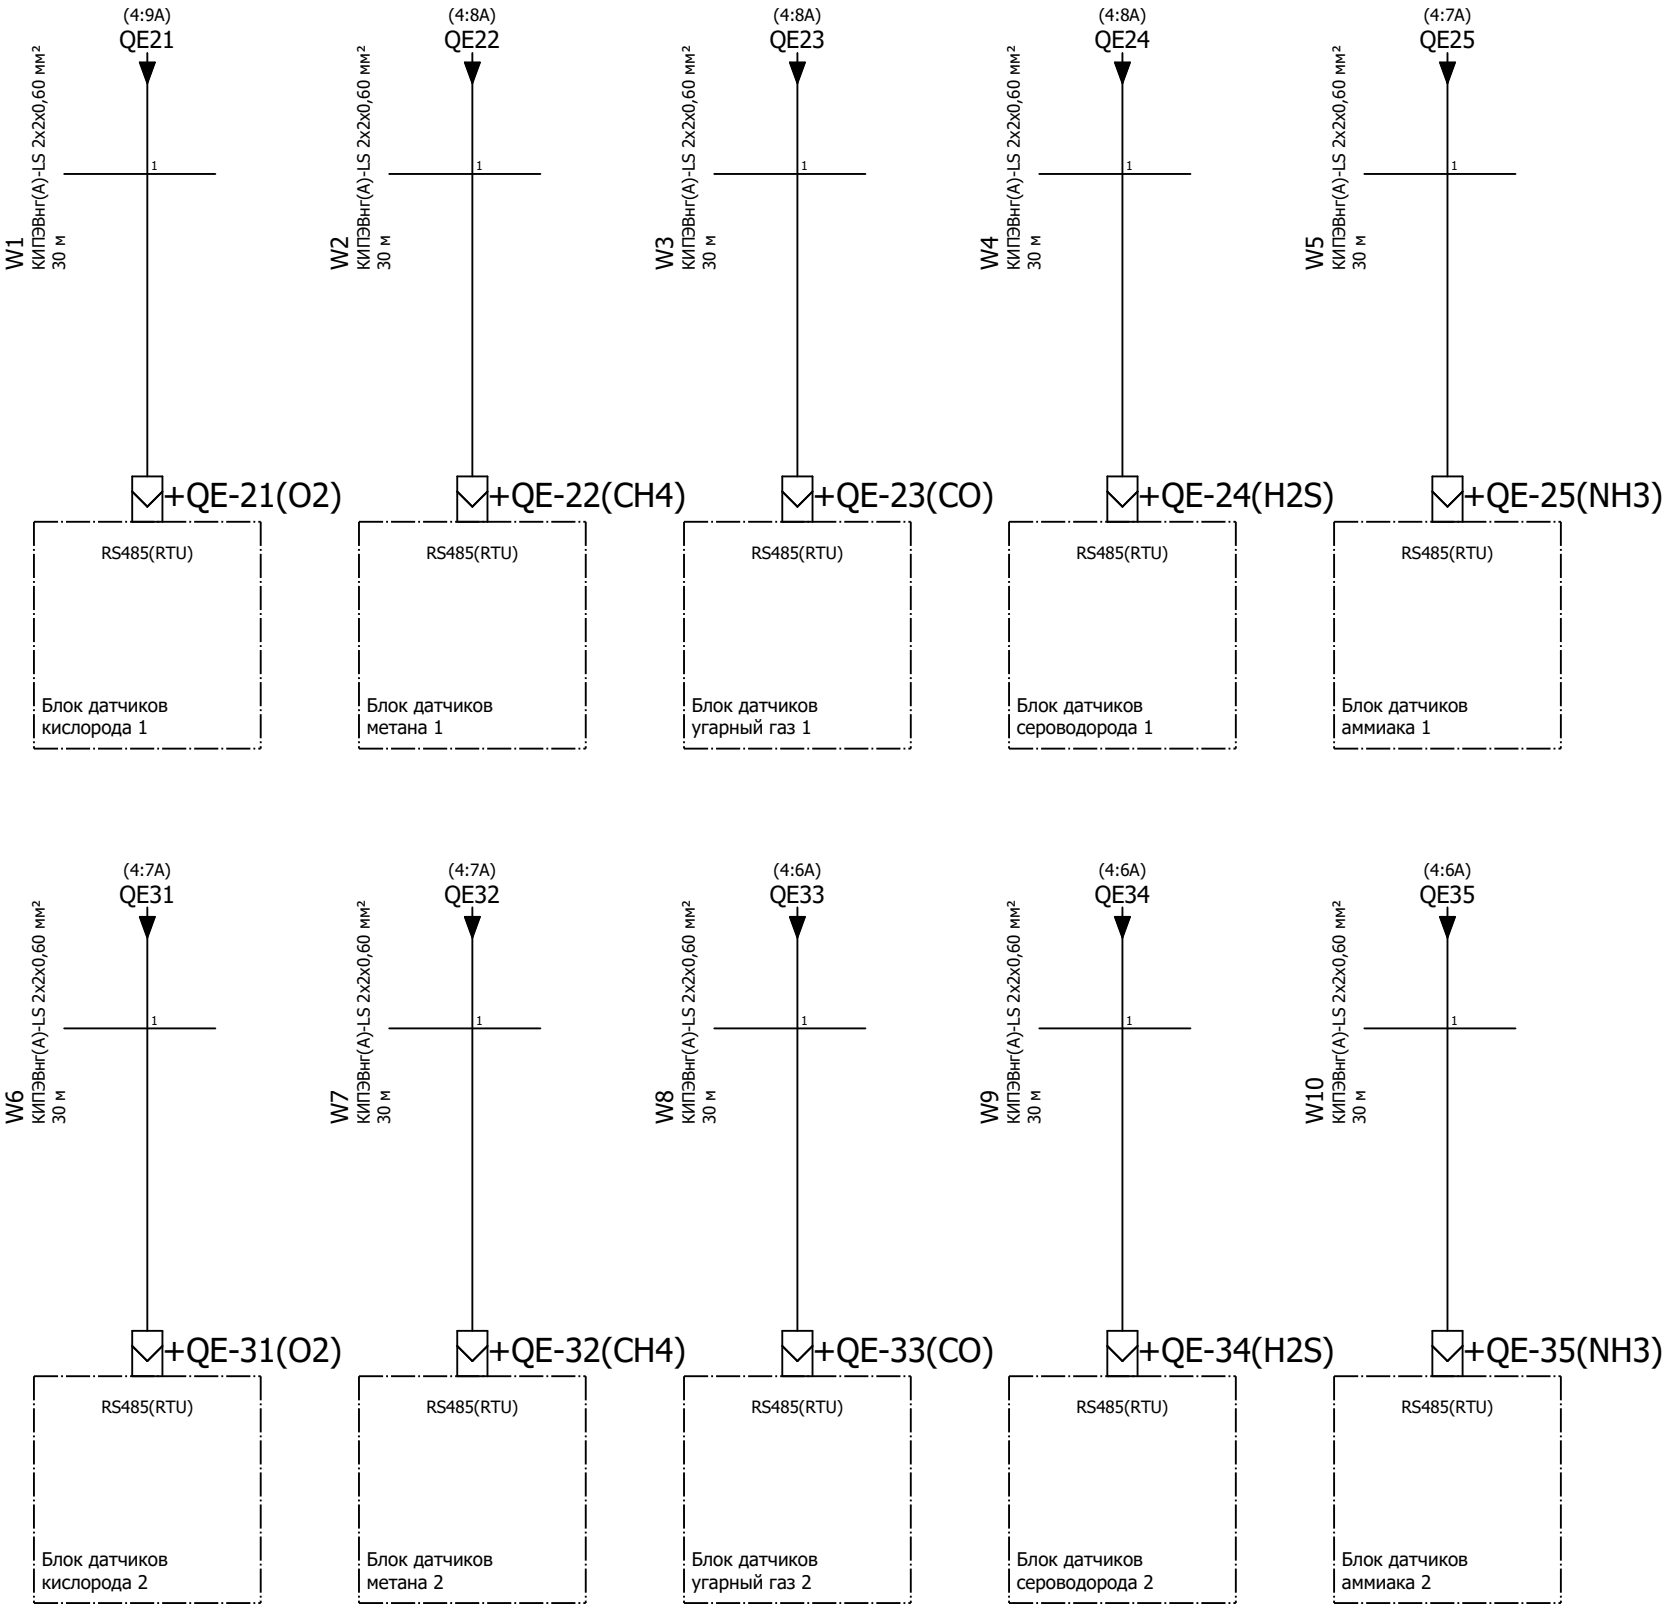 (4:9A)
QE21
W1
КИПЭВнг(А)-LS 2x2x0,60 мм²
30 м
1
+QE-21(O2)
RS485(RTU)
Блок датчиков
кислорода 1
(4:8A)
QE22
W2
КИПЭВнг(А)-LS 2x2x0,60 мм²
30 м
1
+QE-22(CH4)
RS485(RTU)
Блок датчиков
метана 1
(4:8A)
QE23
W3
КИПЭВнг(А)-LS 2x2x0,60 мм²
30 м
1
+QE-23(CO)
RS485(RTU)
Блок датчиков
угарный газ 1
(4:8A)
QE24
W4
КИПЭВнг(А)-LS 2x2x0,60 мм²
30 м
1
+QE-24(H2S)
RS485(RTU)
Блок датчиков
сероводорода 1
(4:7A)
QE25
W5
КИПЭВнг(А)-LS 2x2x0,60 мм²
30 м
1
+QE-25(NH3)
RS485(RTU)
Блок датчиков
аммиака 1
(4:7A)
QE31
W6
КИПЭВнг(А)-LS 2x2x0,60 мм²
30 м
1
+QE-31(O2)
RS485(RTU)
Блок датчиков
кислорода 2
(4:7A)
QE32
W7
КИПЭВнг(А)-LS 2x2x0,60 мм²
30 м
1
+QE-32(CH4)
RS485(RTU)
Блок датчиков
метана 2
(4:6A)
QE33
W8
КИПЭВнг(А)-LS 2x2x0,60 мм²
30 м
1
+QE-33(CO)
RS485(RTU)
Блок датчиков
угарный газ 2
(4:6A)
QE34
W9
КИПЭВнг(А)-LS 2x2x0,60 мм²
30 м
1
+QE-34(H2S)
RS485(RTU)
Блок датчиков
сероводорода 2
(4:6A)
QE35
W10
КИПЭВнг(А)-LS 2x2x0,60 мм²
30 м
1
+QE-35(NH3)
RS485(RTU)
Блок датчиков
аммиака 2